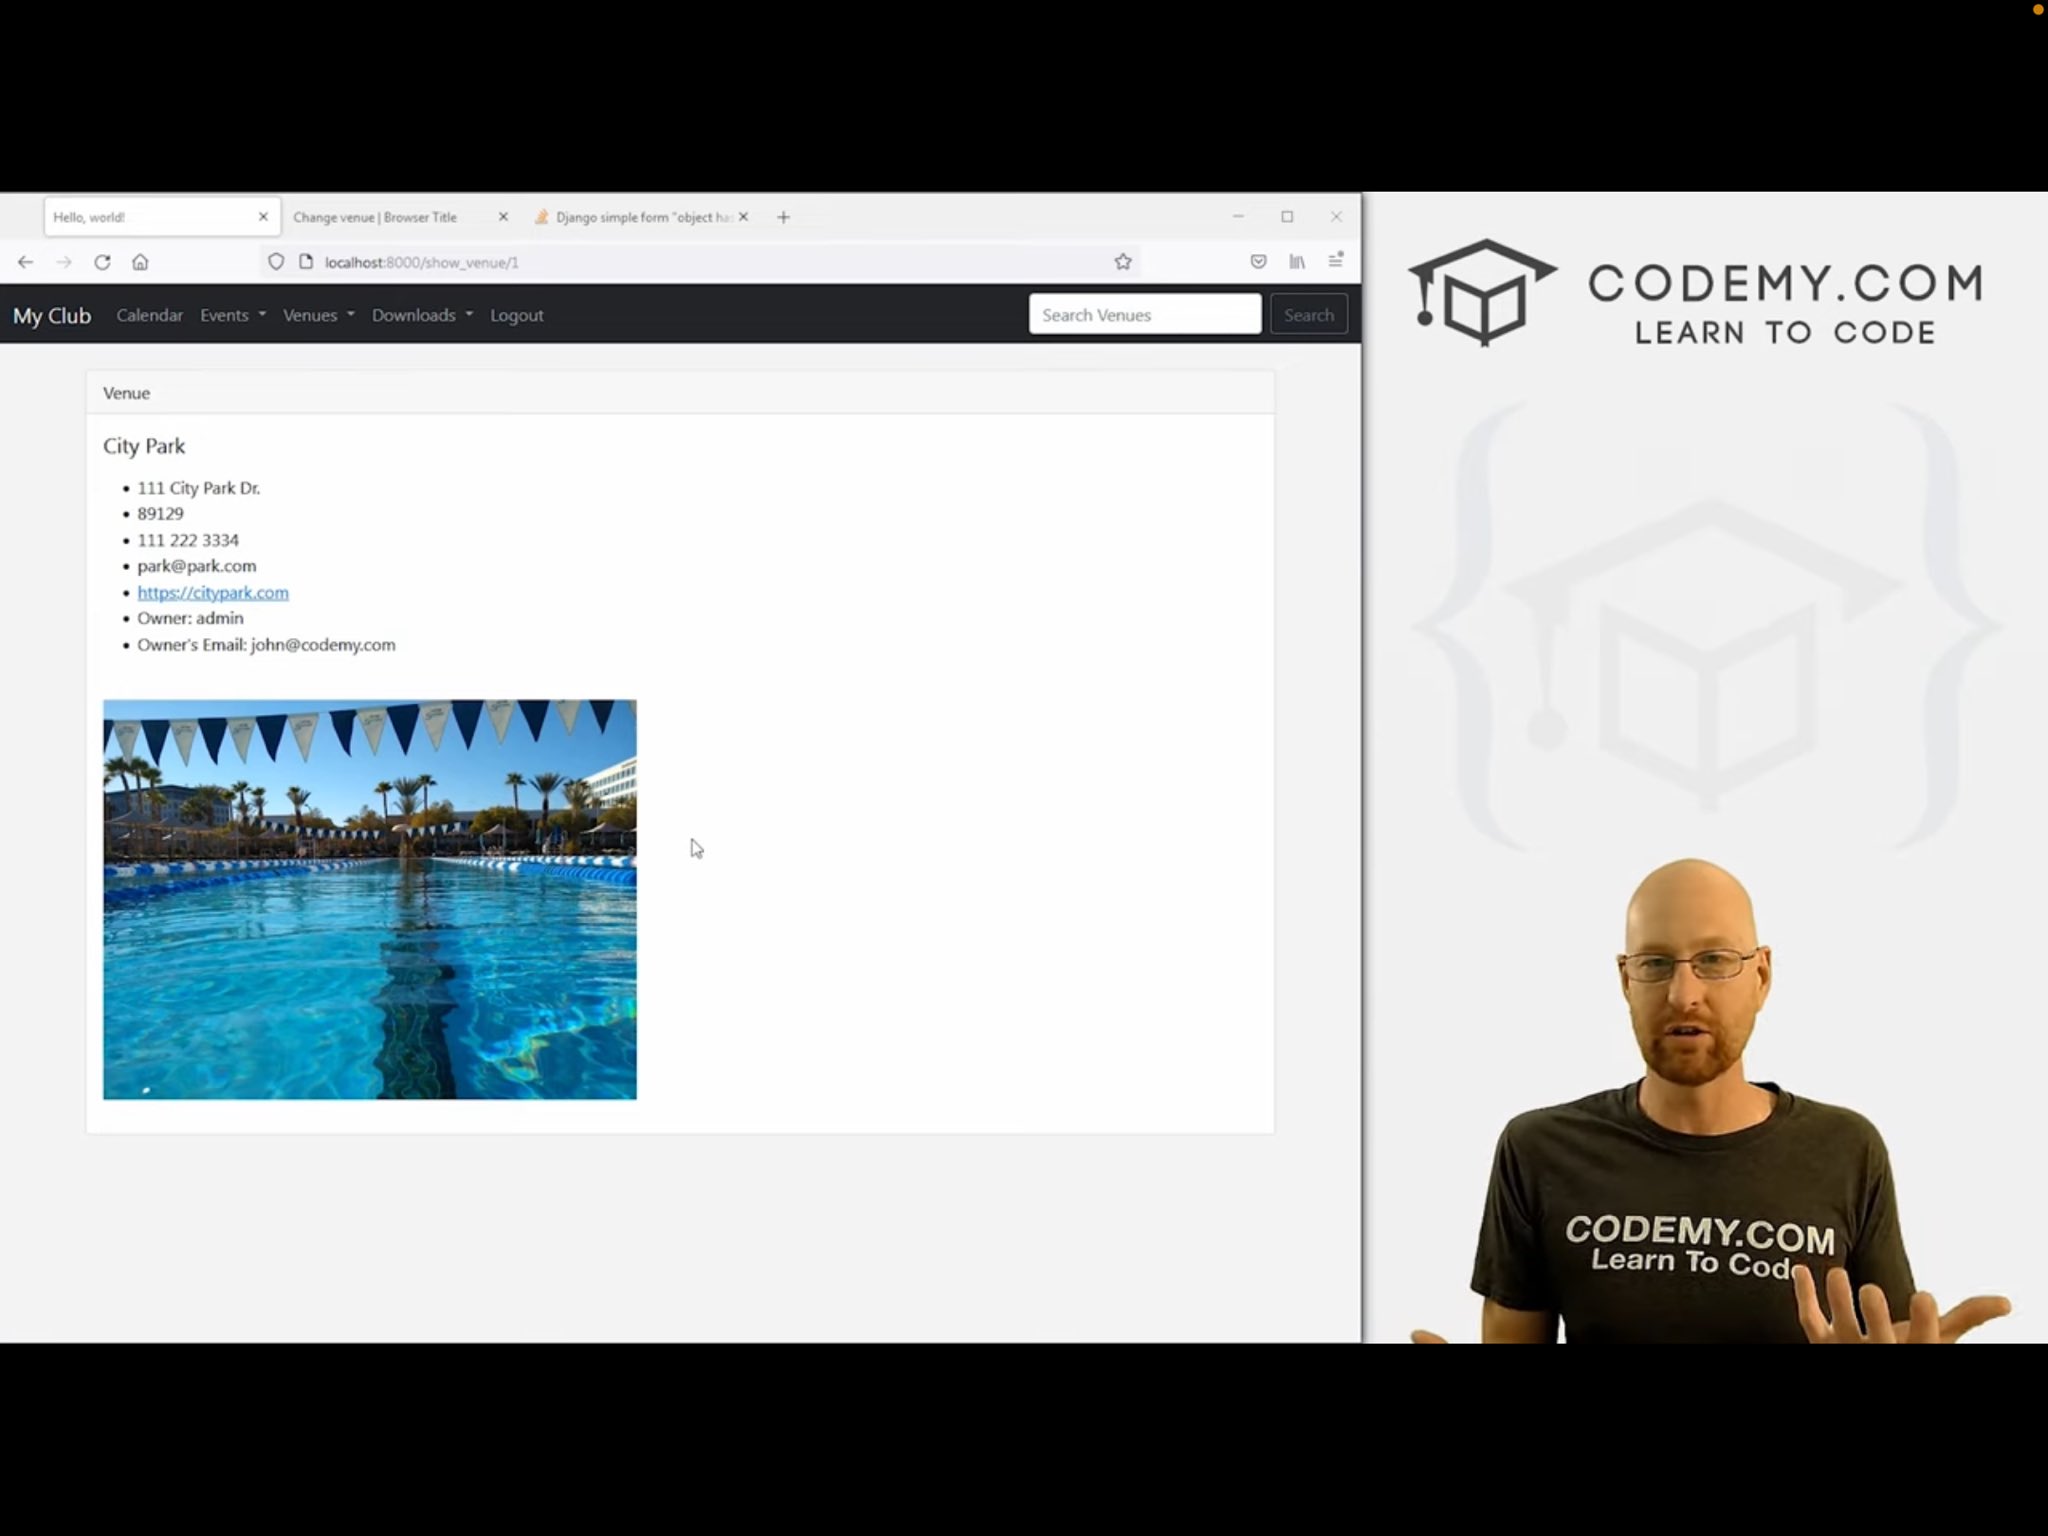 Hello, world!
Change venue | Browser Title
Django simple form "object ha
localhost:8000/show_venue/1
My Club
Calendar
Events
Venues
Downloads
Logout
Search Venues
Search
Venue
City Park
111 City Park Dr.
89129
111 222 3334
park@park.com
https://citypark.com
Owner: admin
Owner's Email: john@codemy.com
CODEMY.COM
LEARN TO CODE
CODEMY.COM
Learn To Code